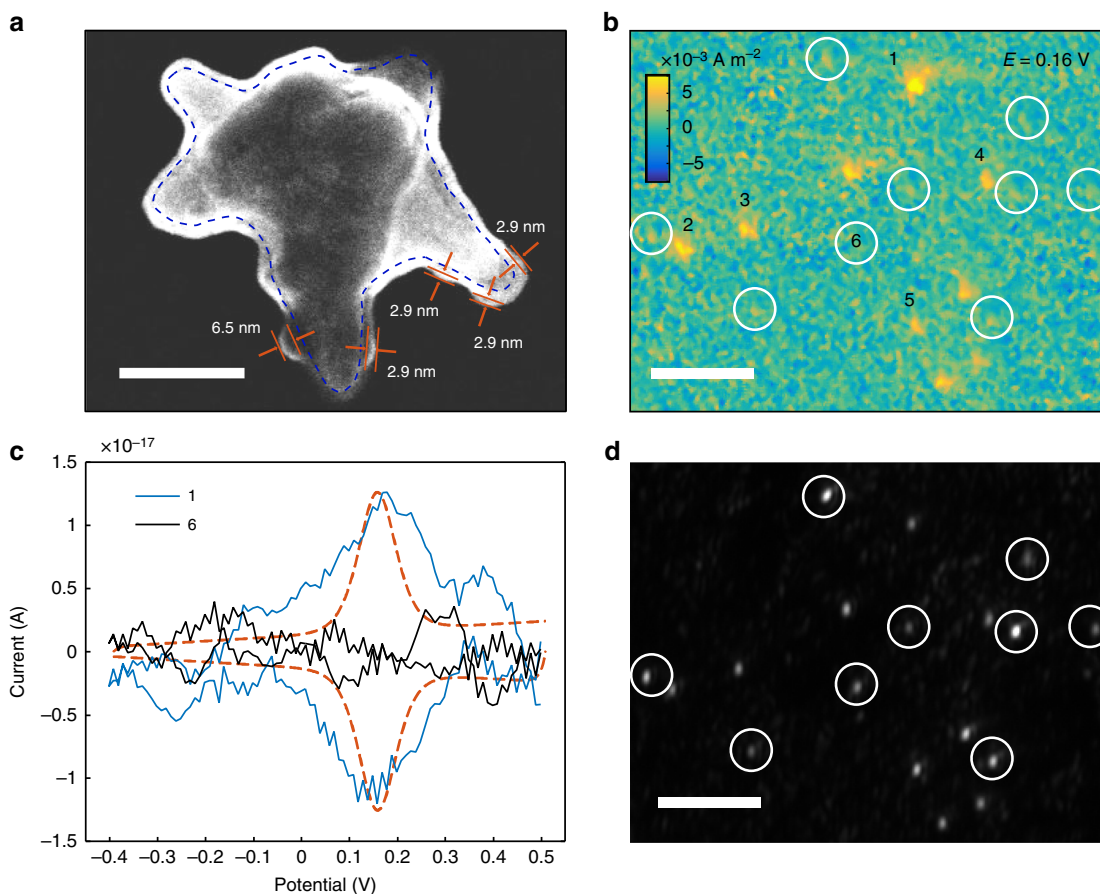 a
2.9 nm
6.5 nm
2.9 nm
2.9 nm
2.9 nm
b
×10⁻³ A m⁻²
E = 0.16 V
5
0
−5
1
4
3
2
6
5
c
×10⁻¹⁷
1.5
1
0.5
0
−0.5
−1
−1.5
Current (A)
1
6
−0.4 −0.3 −0.2 −0.1 0 0.1 0.2 0.3 0.4 0.5
Potential (V)
d